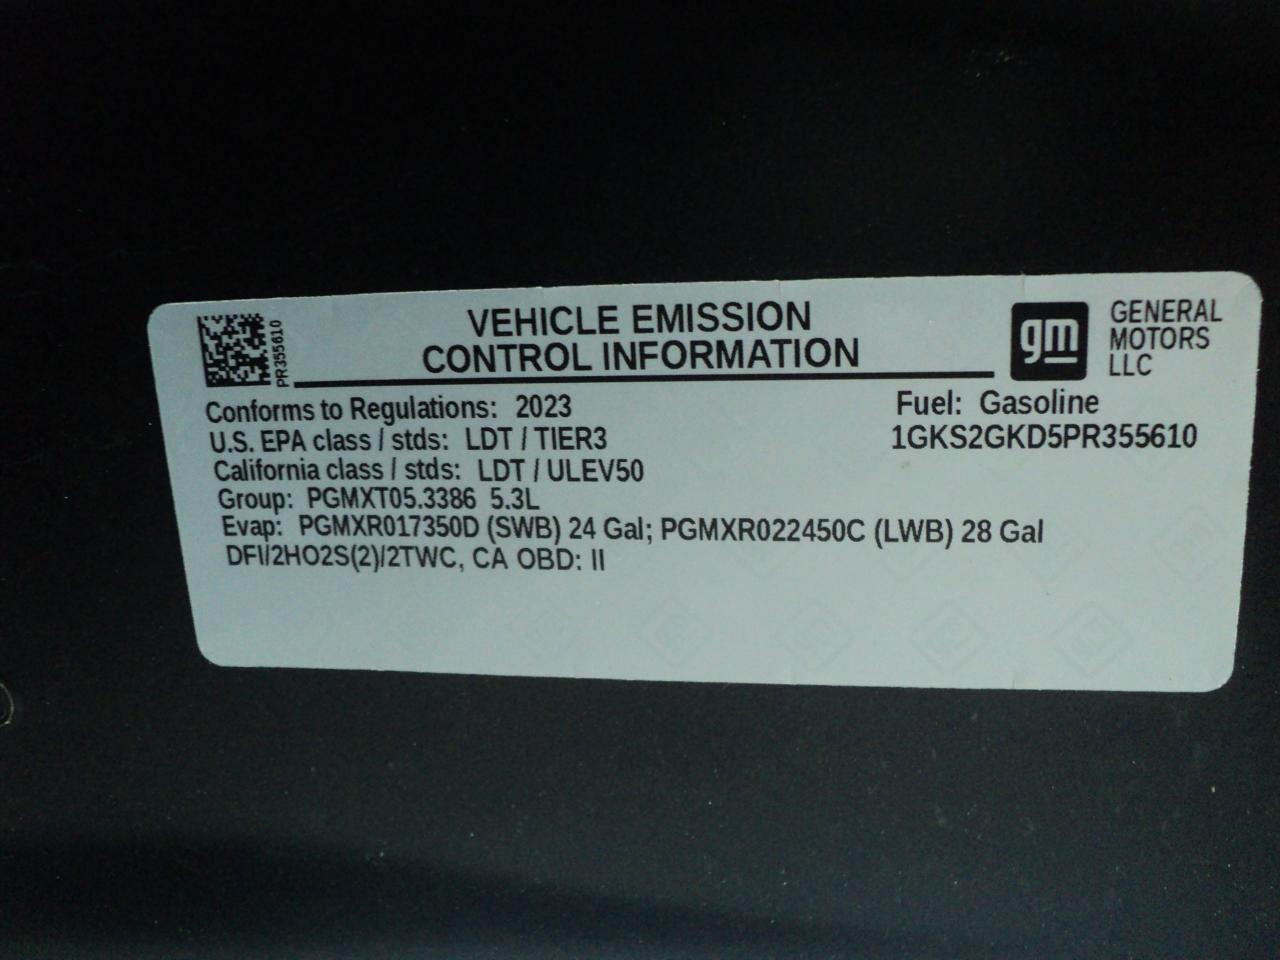 PR355610
VEHICLE EMISSION
CONTROL INFORMATION
gm
GENERAL
MOTORS
LLC
Conforms to Regulations: 2023
Fuel: Gasoline
U.S. EPA class / stds: LDT / TIER3
1GKS2GKD5PR355610
California class / stds: LDT / ULEV50
Group: PGMXT05.3386 5.3L
Evap: PGMXR017350D (SWB) 24 Gal; PGMXR022450C (LWB) 28 Gal
DFI/2HO2S(2)/2TWC, CA OBD: II